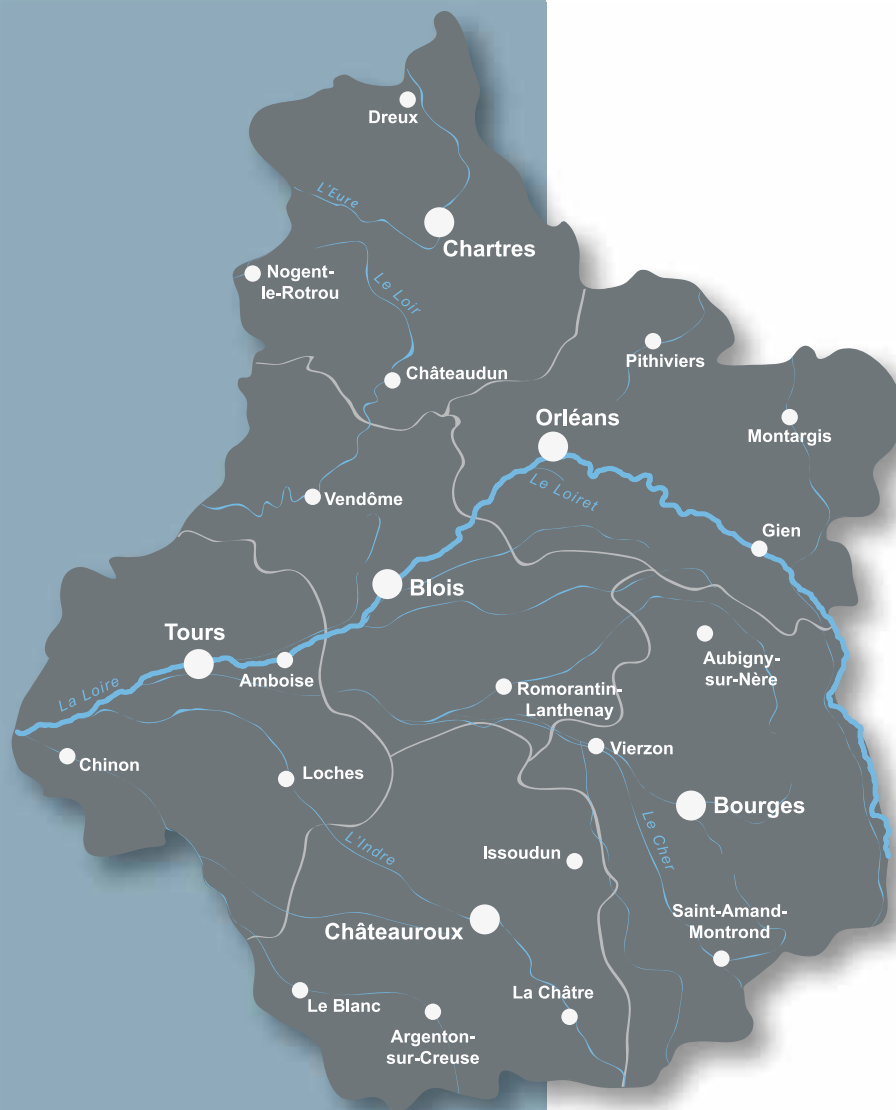 Dreux
L'Eure
Chartres
Nogent-
le-Rotrou
Le Loir
Pithiviers
Châteaudun
Orléans
Montargis
Le Loiret
Vendôme
Gien
Blois
Tours
Amboise
Aubigny-
sur-Nère
La Loire
Romorantin-
Lanthenay
Vierzon
Chinon
Loches
Bourges
Le Cher
L'Indre
Issoudun
Saint-Amand-
Montrond
Châteauroux
La Châtre
Le Blanc
Argenton-
sur-Creuse